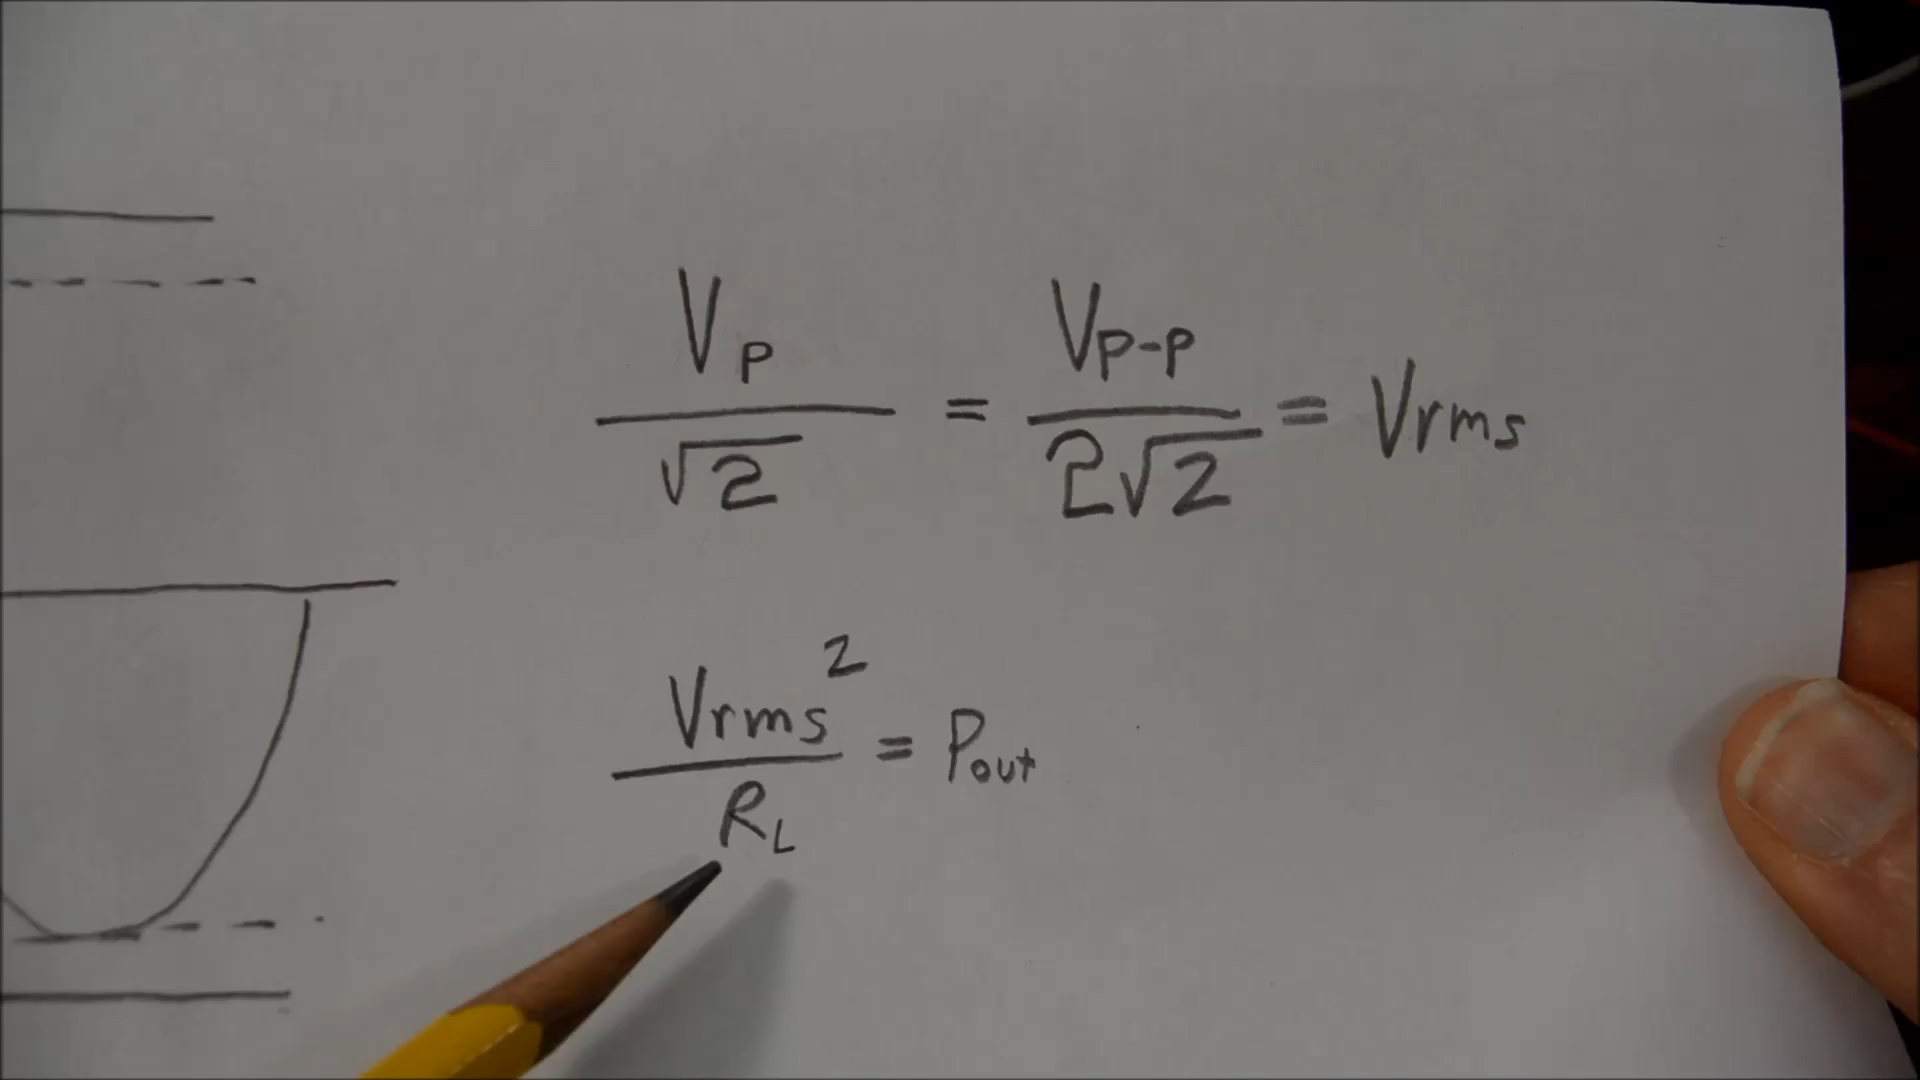 Vp / √2 = Vp-p / 2√2 = Vrms
Vrms² / RL = Pout